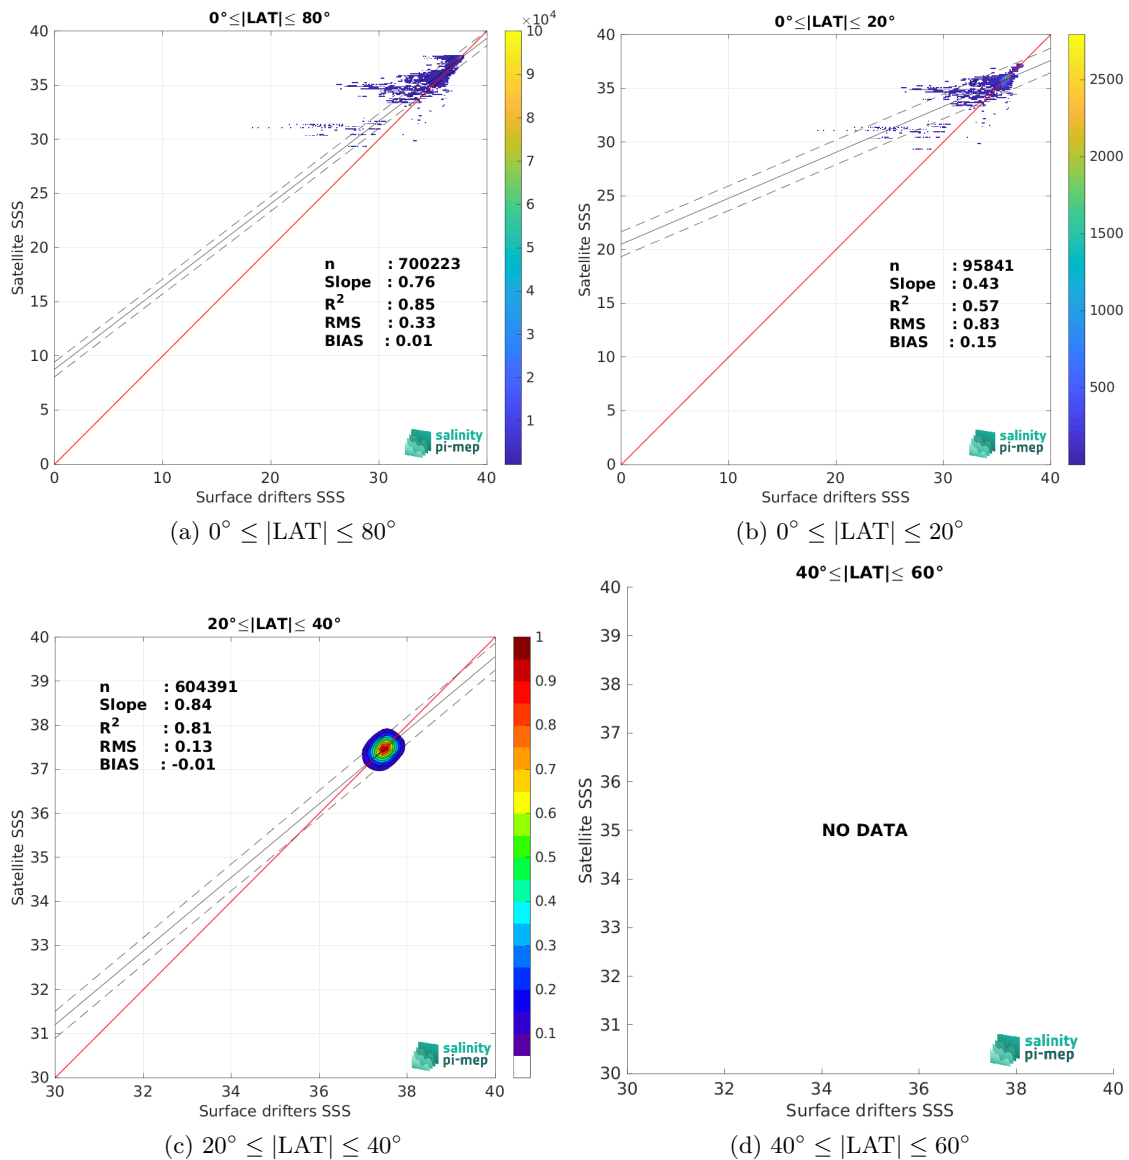 0°≤|LAT|≤ 80°
×10⁴
40
35
30
25
20
15
10
5
0
Satellite SSS
n : 700223
Slope : 0.76
R² : 0.85
RMS : 0.33
BIAS : 0.01
salinity
pi-mep
0 10 20 30 40
Surface drifters SSS
10
9
8
7
6
5
4
3
2
1
(a) 0° ≤ |LAT| ≤ 80°
0°≤|LAT|≤ 20°
40
35
30
25
20
15
10
5
0
Satellite SSS
n : 95841
Slope : 0.43
R² : 0.57
RMS : 0.83
BIAS : 0.15
salinity
pi-mep
0 10 20 30 40
Surface drifters SSS
2500
2000
1500
1000
500
(b) 0° ≤ |LAT| ≤ 20°
20°≤|LAT|≤ 40°
40
39
38
37
36
35
34
33
32
31
30
Satellite SSS
n : 604391
Slope : 0.84
R² : 0.81
RMS : 0.13
BIAS : -0.01
salinity
pi-mep
30 32 34 36 38 40
Surface drifters SSS
1
0.9
0.8
0.7
0.6
0.5
0.4
0.3
0.2
0.1
(c) 20° ≤ |LAT| ≤ 40°
40°≤|LAT|≤ 60°
40
39
38
37
36
35
34
33
32
31
30
Satellite SSS
NO DATA
salinity
pi-mep
30 32 34 36 38 40
Surface drifters SSS
(d) 40° ≤ |LAT| ≤ 60°